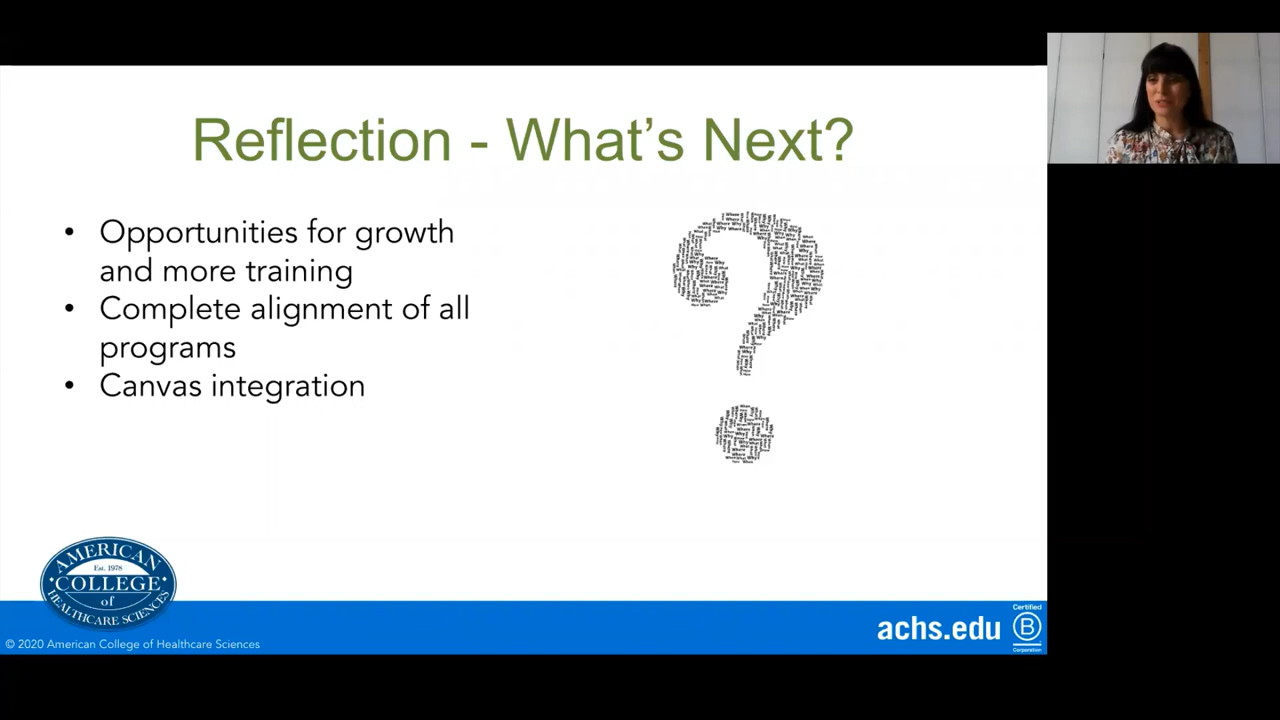 Reflection - What's Next?
• Opportunities for growth
and more training
• Complete alignment of all
programs
• Canvas integration
AMERICAN
Est. 1978
COLLEGE
of
HEALTHCARE SCIENCES
© 2020 American College of Healthcare Sciences
achs.edu
Certified
B
Corporation